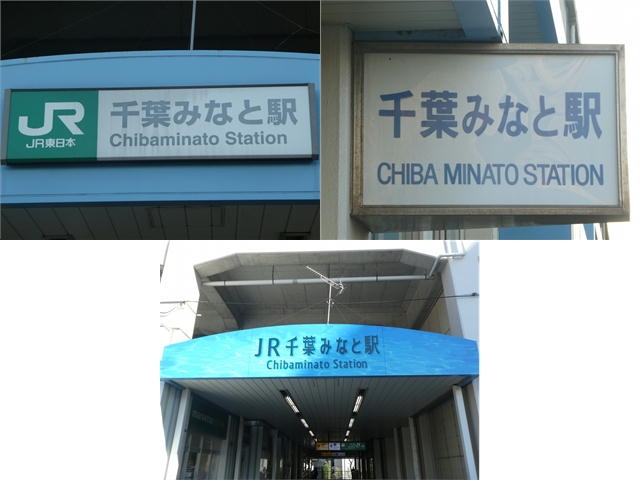 JR
JR東日本
千葉みなと駅
Chibaminato Station
千葉みなと駅
CHIBA MINATO STATION
JR千葉みなと駅
Chibaminato Station